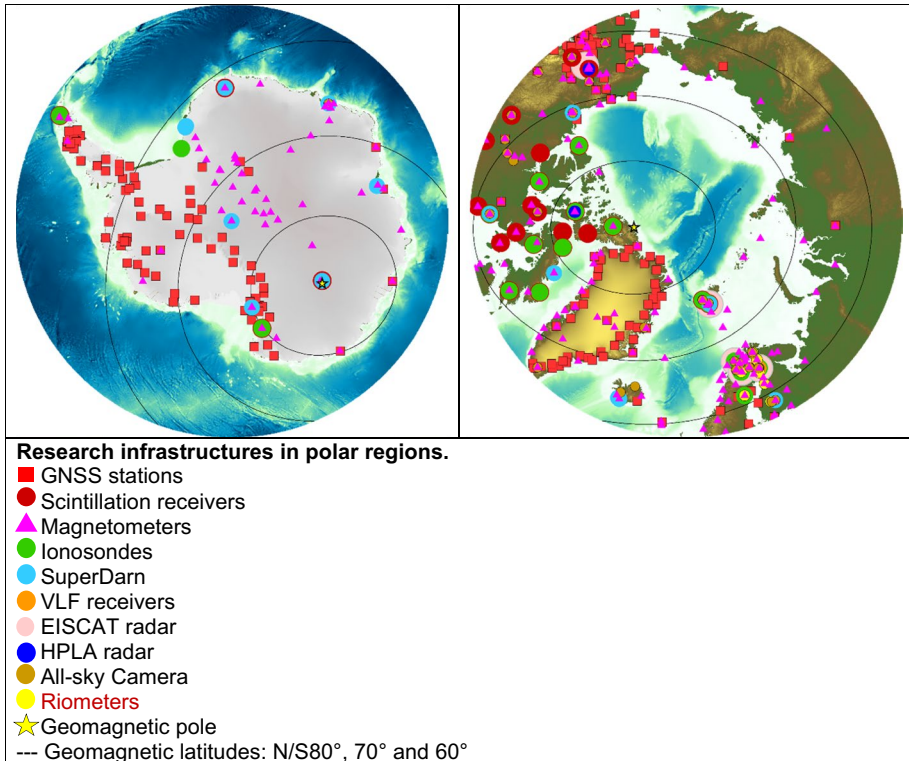 Research infrastructures in polar regions.
GNSS stations
Scintillation receivers
Magnetometers
Ionosondes
SuperDarn
VLF receivers
EISCAT radar
HPLA radar
All-sky Camera
Riometers
Geomagnetic pole
--- Geomagnetic latitudes: N/S80°, 70° and 60°